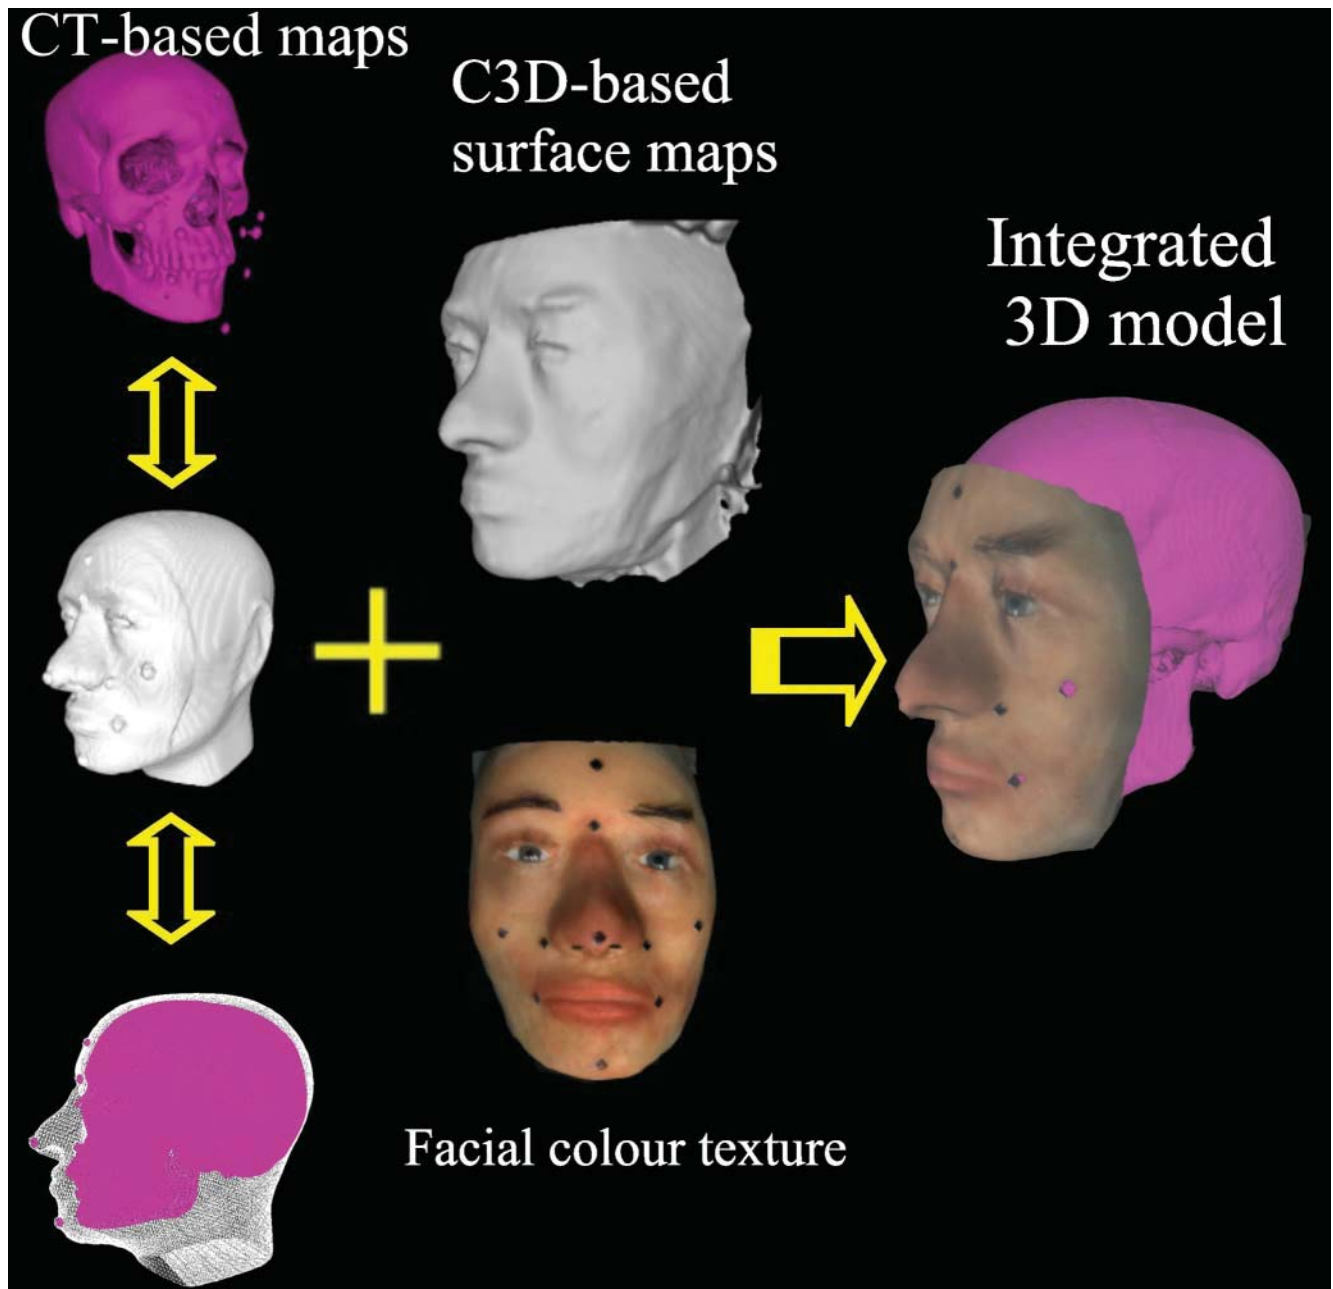 CT-based maps
C3D-based
surface maps
Integrated
3D model
Facial colour texture